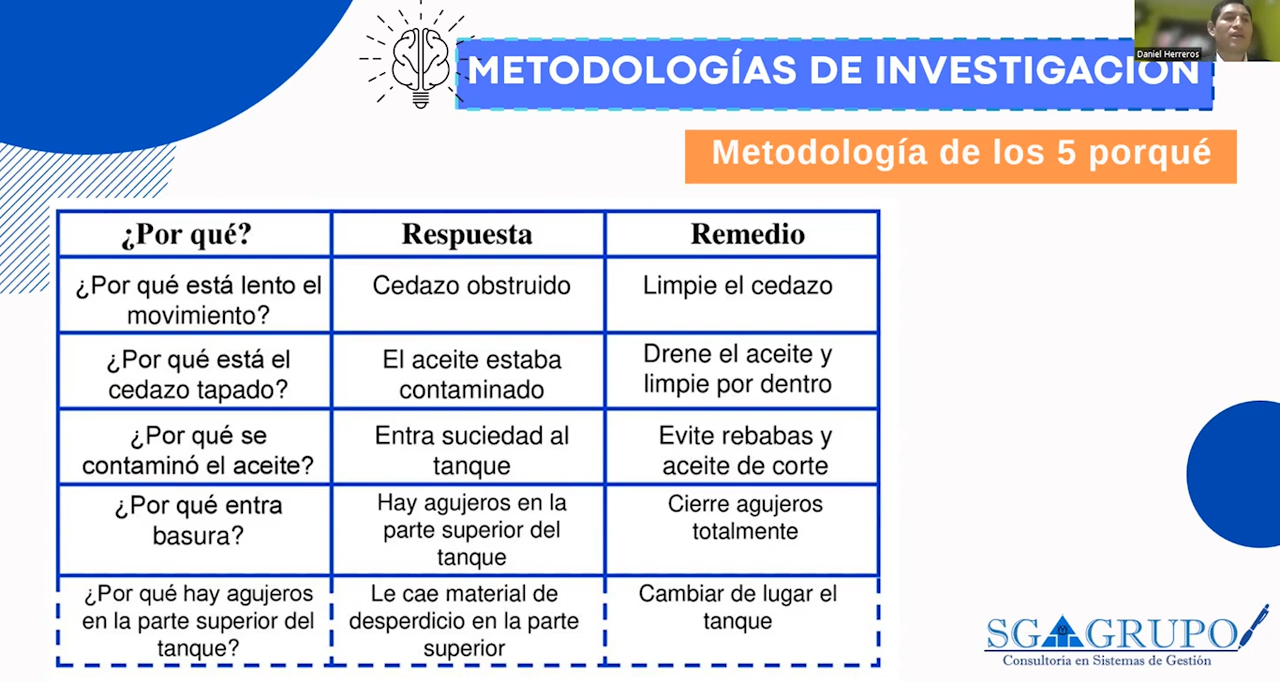 METODOLOGÍAS DE INVESTIGACIÓN
Daniel Herreros
Metodología de los 5 porqué
¿Por qué?
Respuesta
Remedio
¿Por qué está lento el
movimiento?
Cedazo obstruido
Limpie el cedazo
¿Por qué está el
cedazo tapado?
El aceite estaba
contaminado
Drene el aceite y
limpie por dentro
¿Por qué se
contaminó el aceite?
Entra suciedad al
tanque
Evite rebabas y
aceite de corte
¿Por qué entra
basura?
Hay agujeros en la
parte superior del
tanque
Cierre agujeros
totalmente
¿Por qué hay agujeros
en la parte superior del
tanque?
Le cae material de
desperdicio en la parte
superior
Cambiar de lugar el
tanque
SGA GRUPO
Consultoría en Sistemas de Gestión